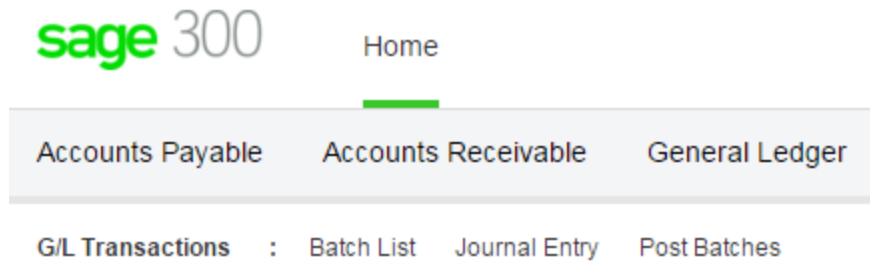 sage 300 Home
Accounts Payable Accounts Receivable General Ledger
G/L Transactions : Batch List Journal Entry Post Batches